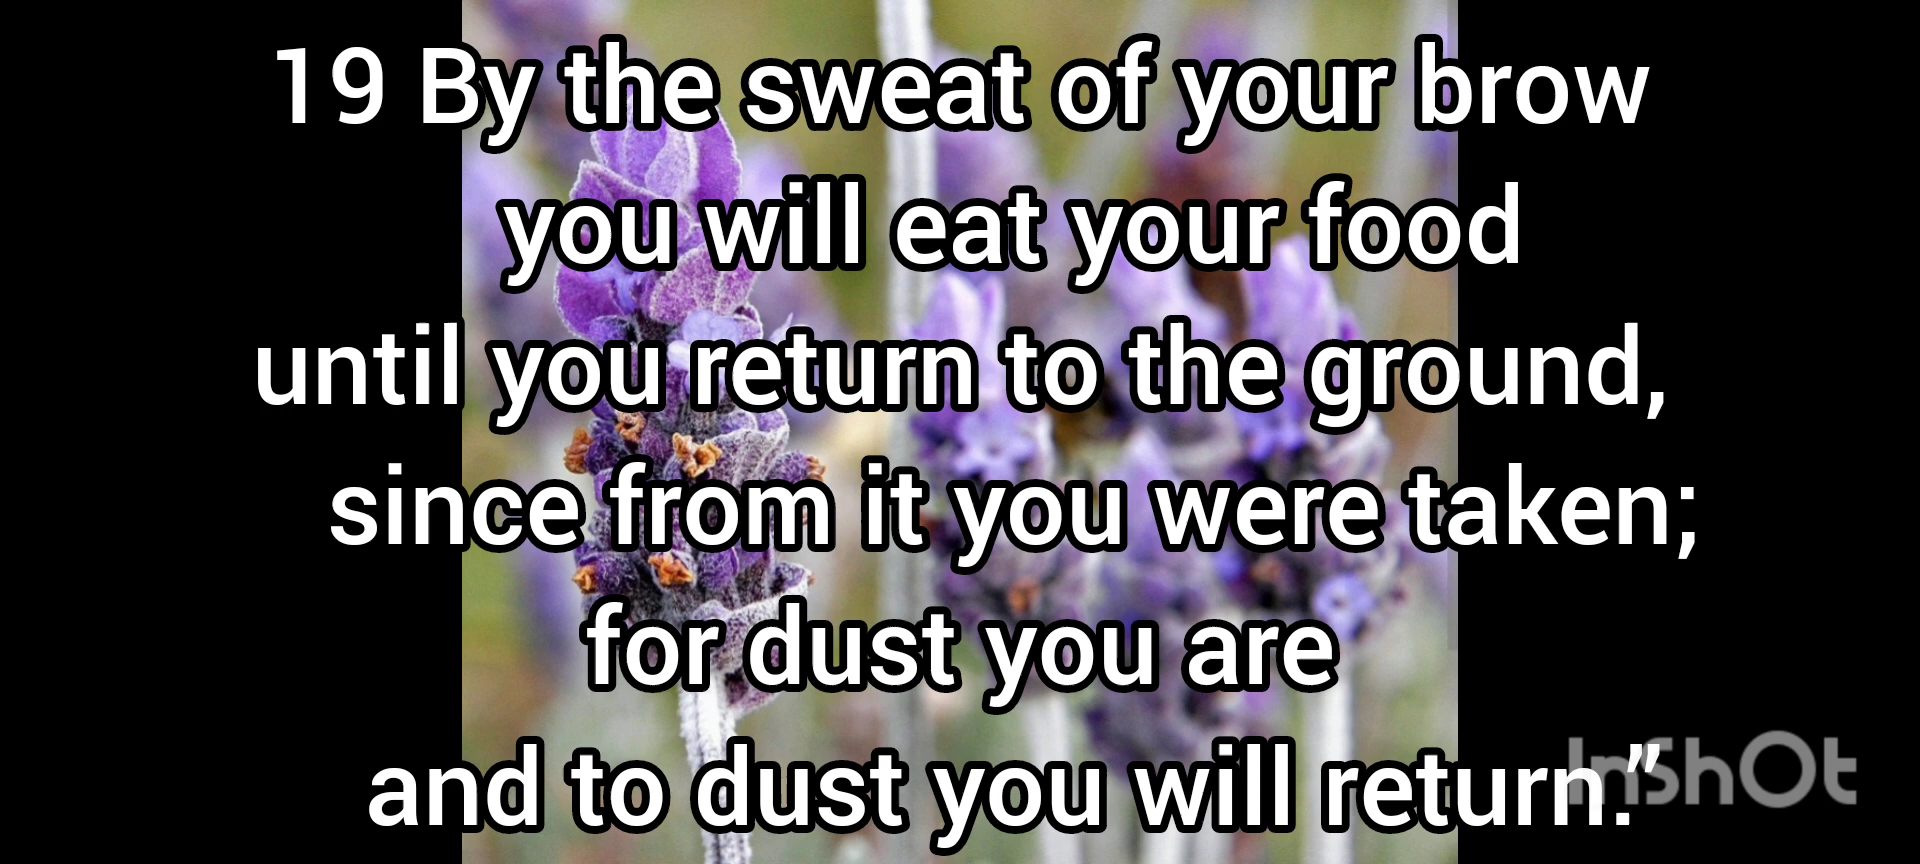 19 By the sweat of your brow
you will eat your food
until you return to the ground,
since from it you were taken;
for dust you are
and to dust you will return.”
InShOt